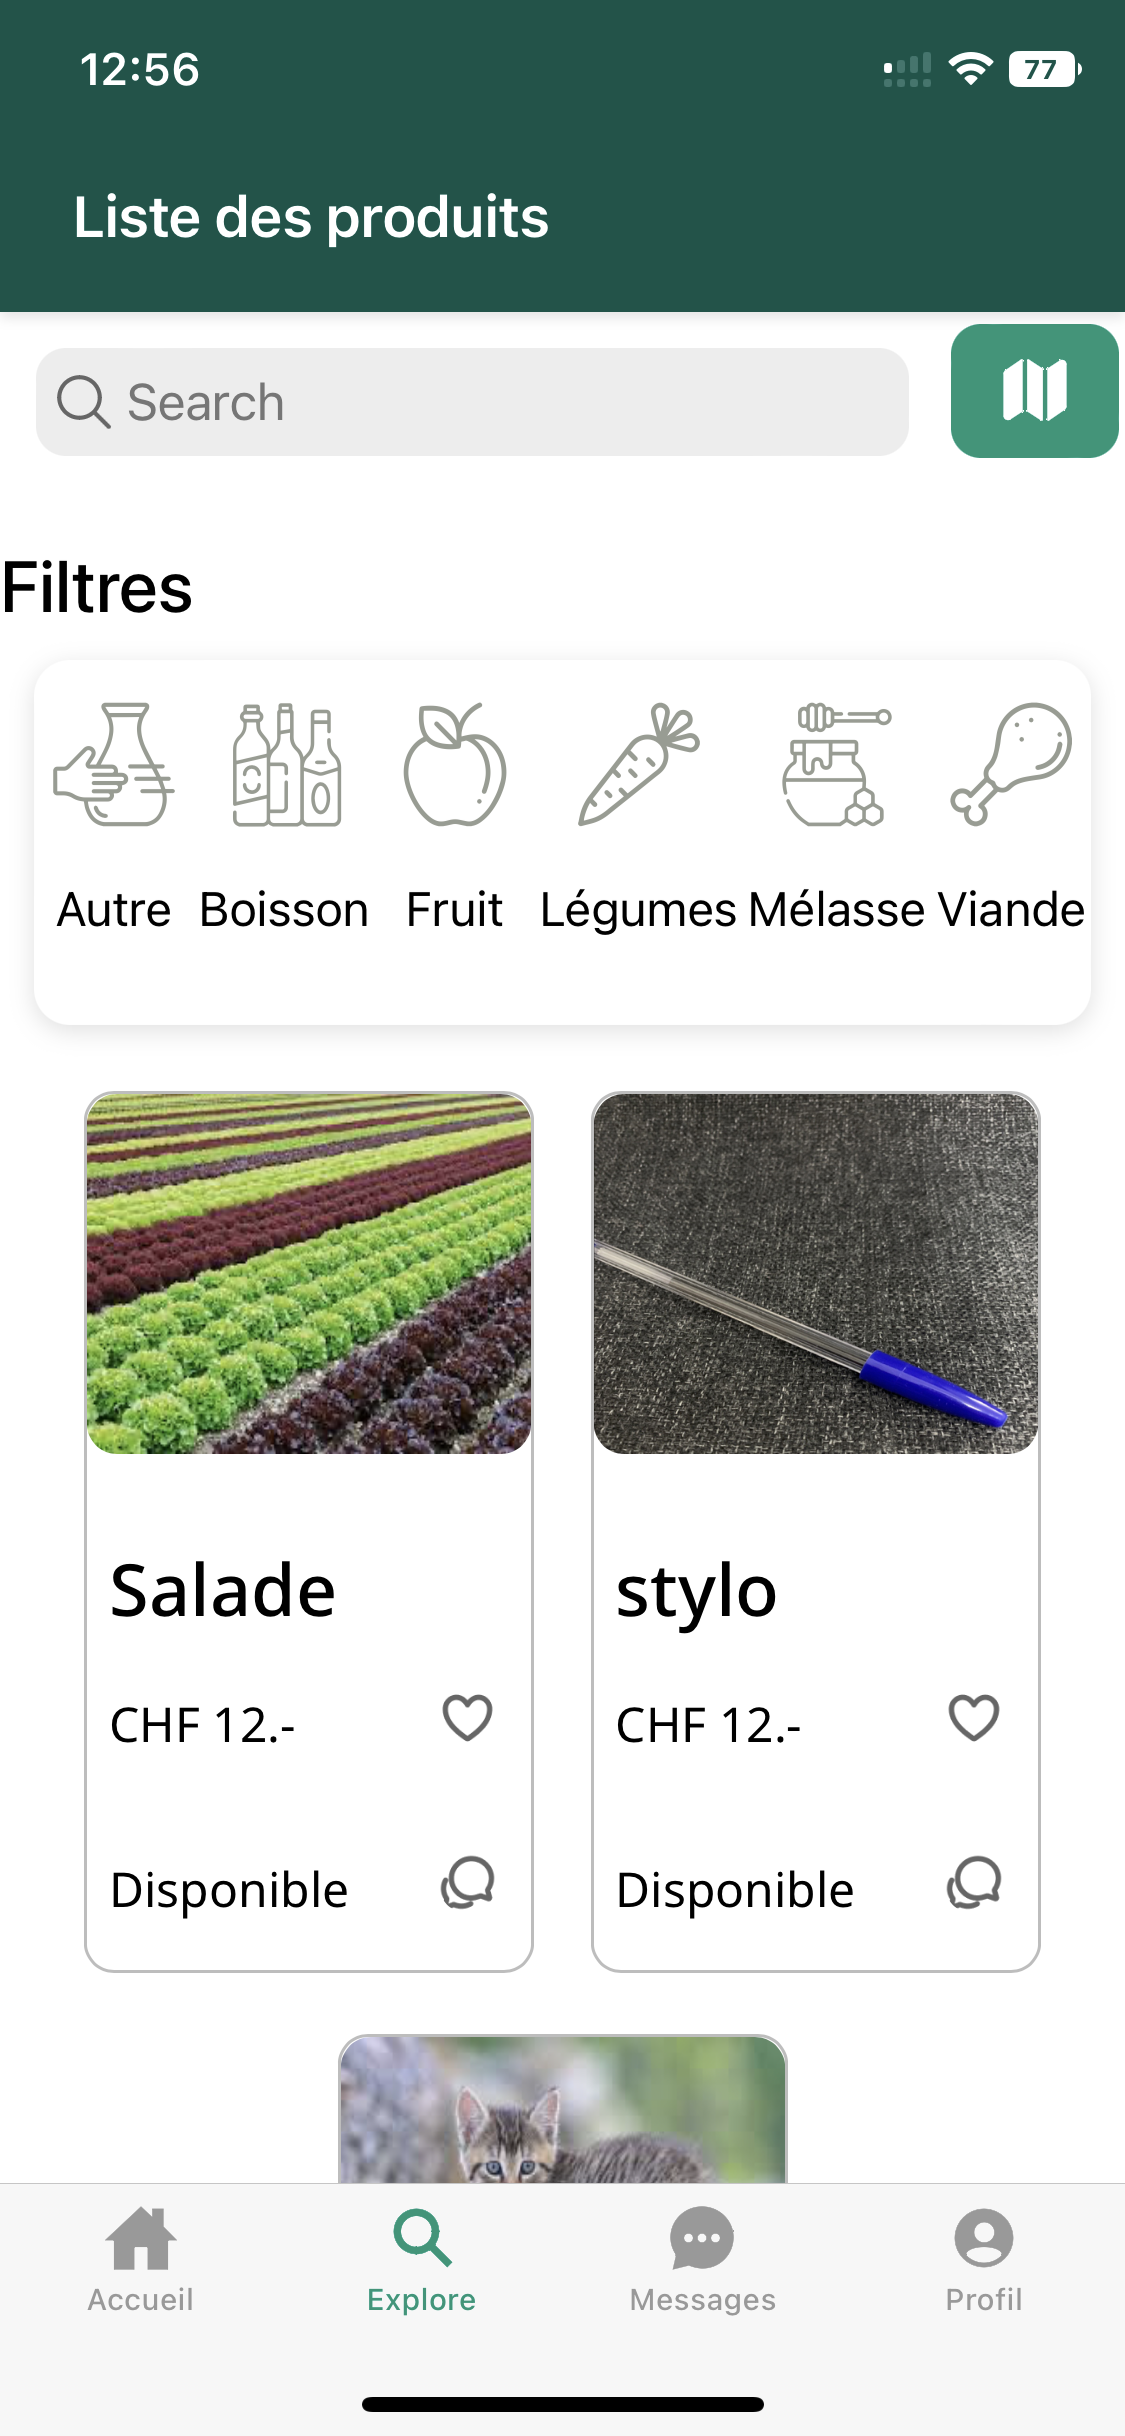 12:56
77
Liste des produits
Search
Filtres
Autre Boisson Fruit Légumes Mélasse Viande
Salade
stylo
CHF 12.-
CHF 12.-
Disponible
Disponible
Accueil Explore Messages Profil